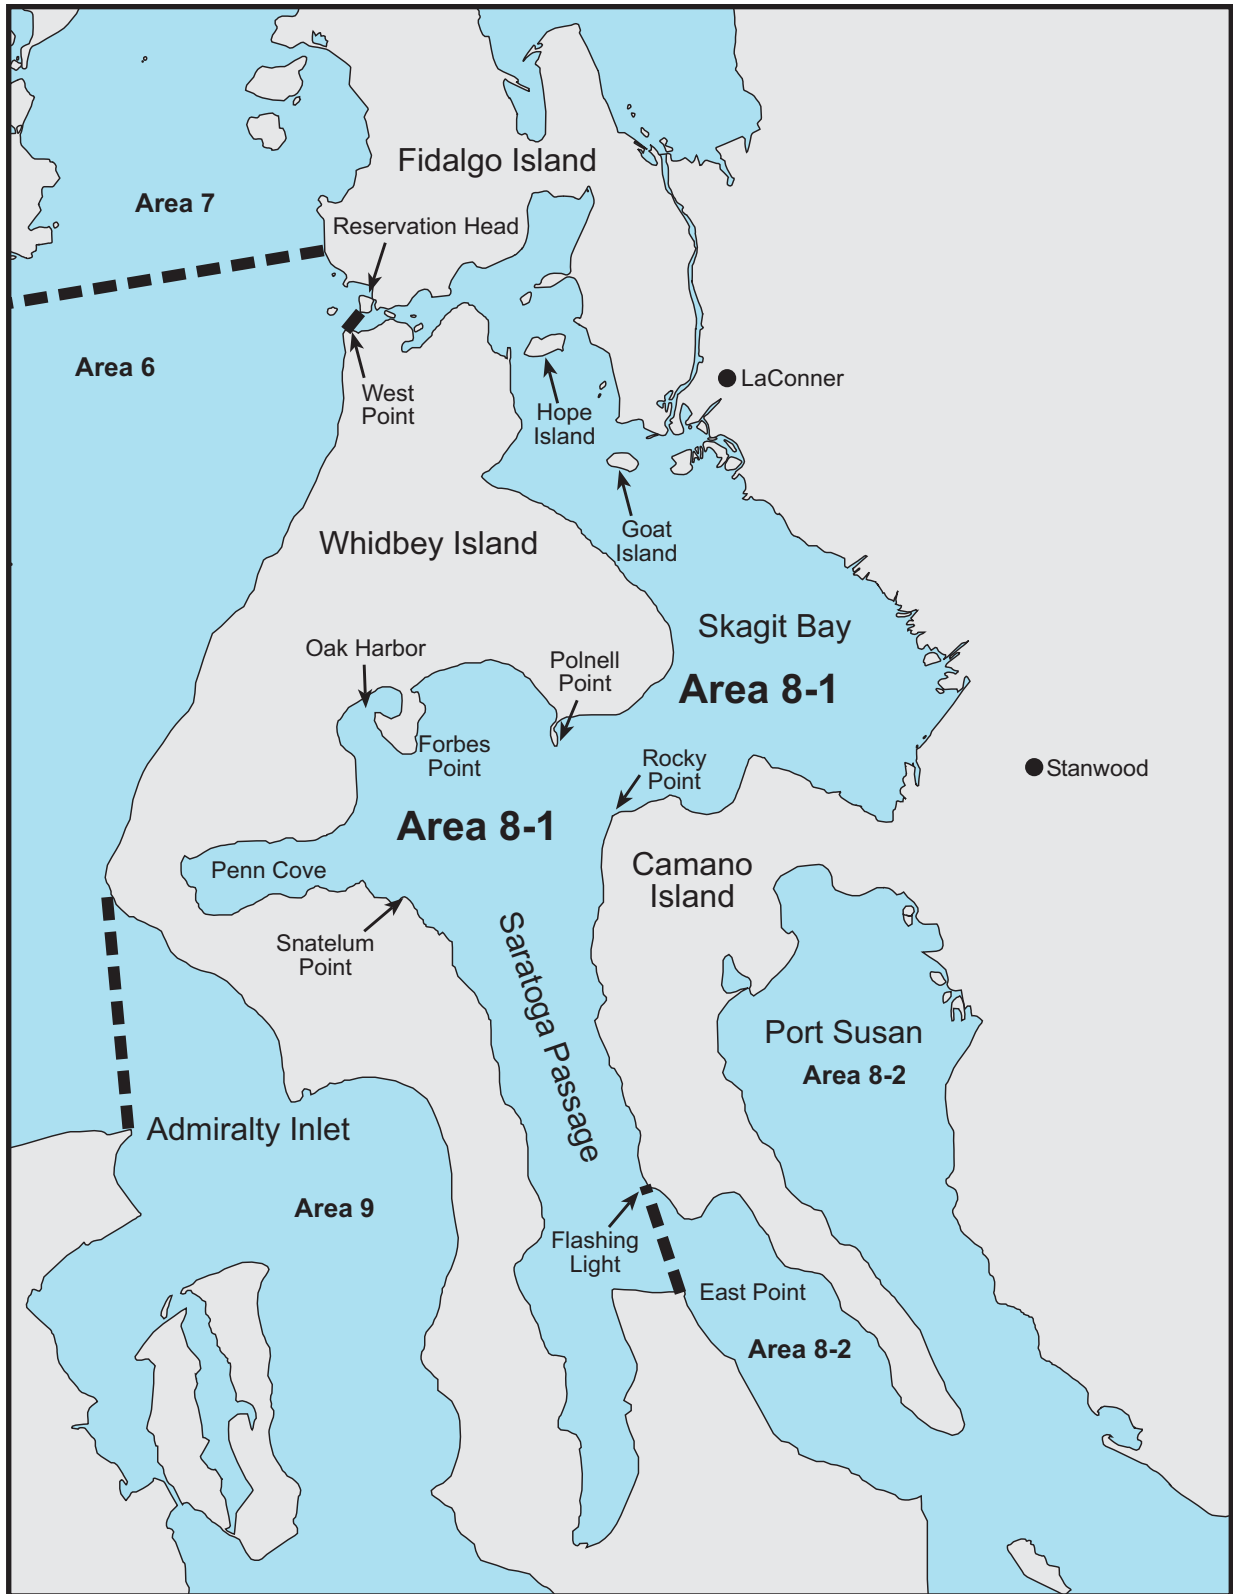 Fidalgo Island
Area 7
Reservation Head
Area 6
LaConner
West
Point
Hope
Island
Goat
Island
Whidbey Island
Skagit Bay
Oak Harbor
Polnell
Point
Area 8-1
Forbes
Point
Rocky
Point
Stanwood
Area 8-1
Penn Cove
Camano
Island
Snatelum
Point
Saratoga Passage
Port Susan
Area 8-2
Admiralty Inlet
Area 9
Flashing
Light
East Point
Area 8-2